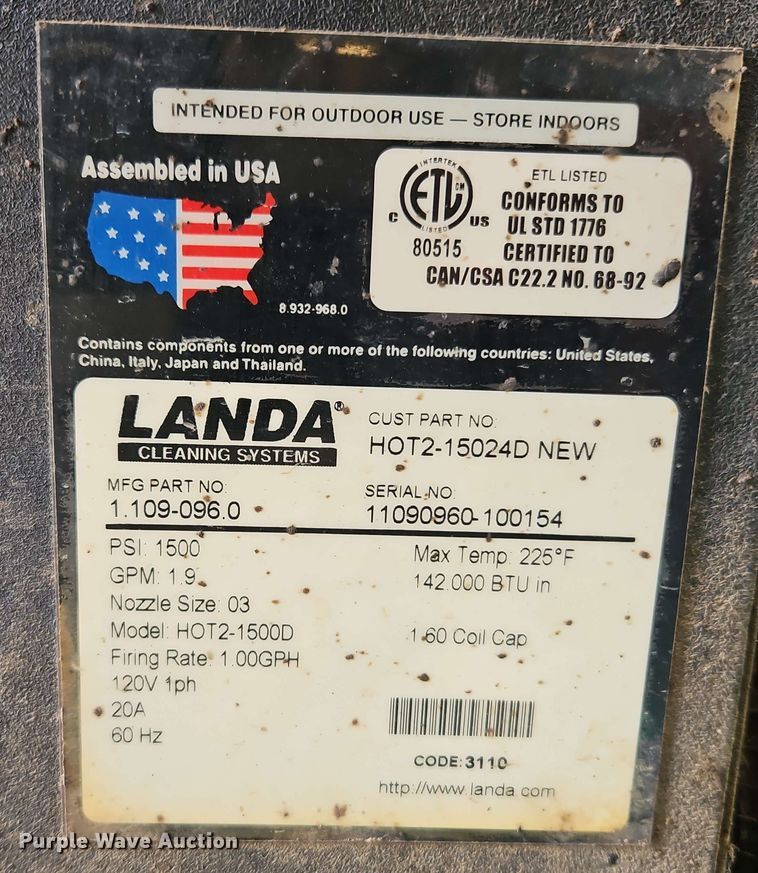 INTENDED FOR OUTDOOR USE — STORE INDOORS
Assembled in USA
8.932-968.0
INTERTEK
ETL CM
LISTED
C US
80515
ETL LISTED
CONFORMS TO
UL STD 1776
CERTIFIED TO
CAN/CSA C22.2 NO. 68-92
Contains components from one or more of the following countries: United States,
China, Italy, Japan and Thailand.
LANDA®
CLEANING SYSTEMS
CUST PART NO:
HOT2-15024D NEW
MFG PART NO:
1.109-096.0
SERIAL NO:
11090960-100154
PSI: 1500
GPM: 1.9
Nozzle Size: 03
Model: HOT2-1500D
Firing Rate: 1.00GPH
120V 1ph
20A
60 Hz
Max Temp: 225°F
142,000 BTU in
1.60 Coil Cap
CODE: 3110
http://www.landa.com
Purple Wave Auction